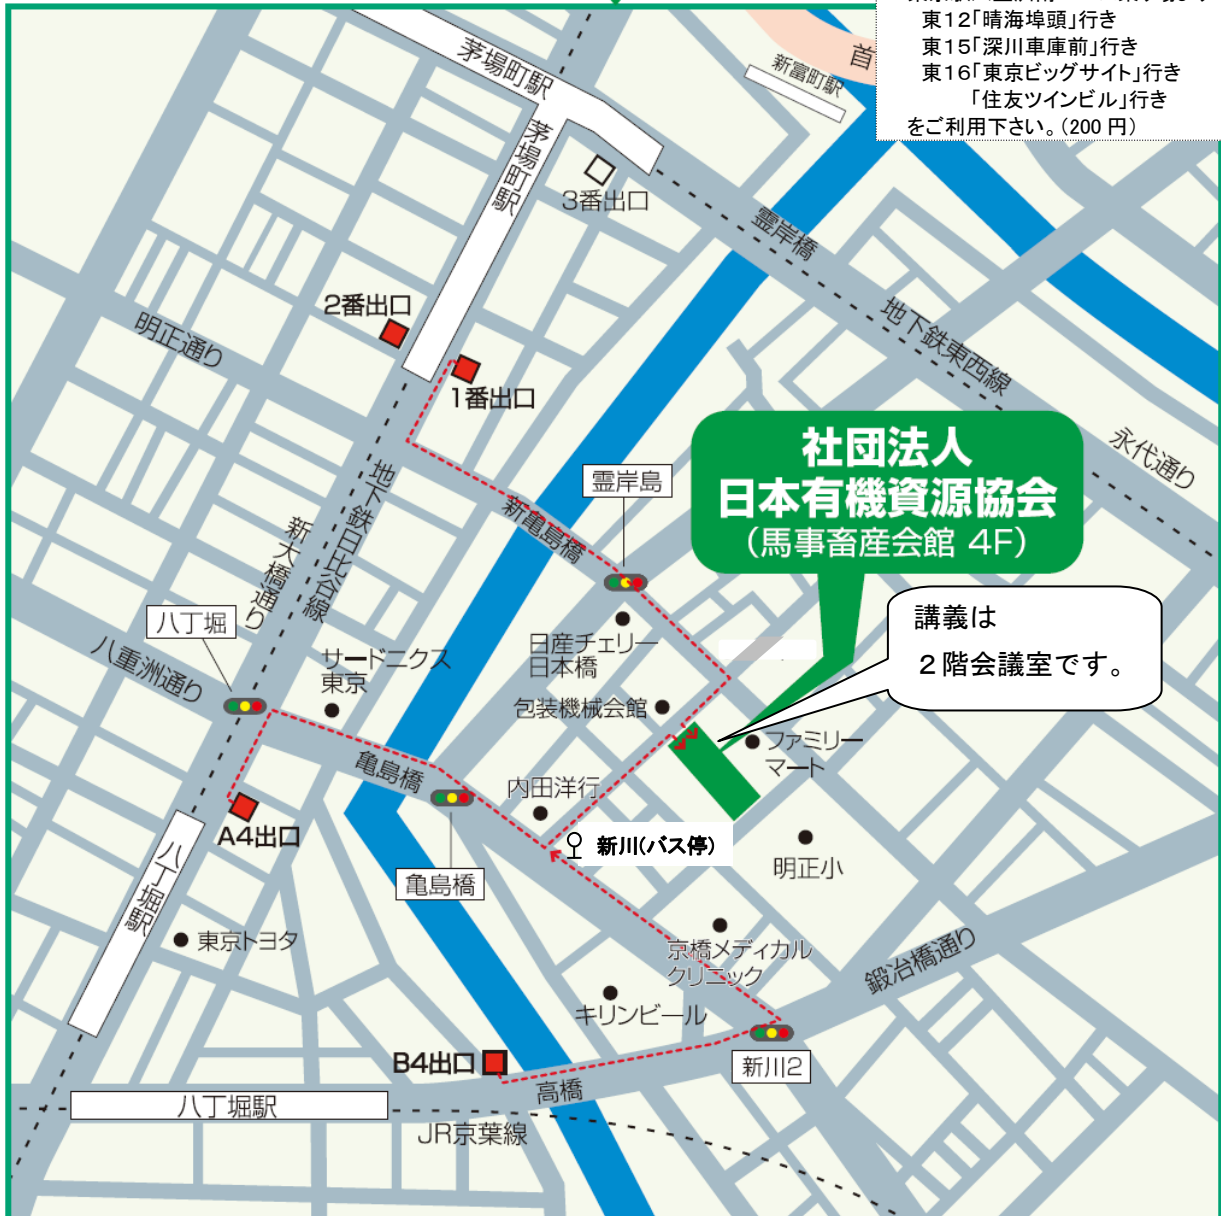 東12「晴海埠頭」行き
東15「深川車庫前」行き
東16「東京ビッグサイト」行き
「住友ツインビル」行き
をご利用下さい。(200 円)
首
新富町駅
茅場町駅
茅場町駅
3番出口
霊岸橋
2番出口
明正通り
1番出口
地下鉄東西線
永代通り
社団法人
日本有機資源協会
(馬事畜産会館 4F)
霊岸島
新亀島橋
地下鉄日比谷線
新大橋通り
八丁堀
八重洲通り
サードニクス
東京
日産チェリー
日本橋
講義は
２階会議室です。
包装機械会館
ファミリー
マート
亀島橋
内田洋行
A4出口
新川(バス停)
明正小
亀島橋
八丁堀駅
東京トヨタ
京橋メディカル
クリニック
鍛冶橋通り
キリンビール
B4出口
新川2
高橋
八丁堀駅
JR京葉線